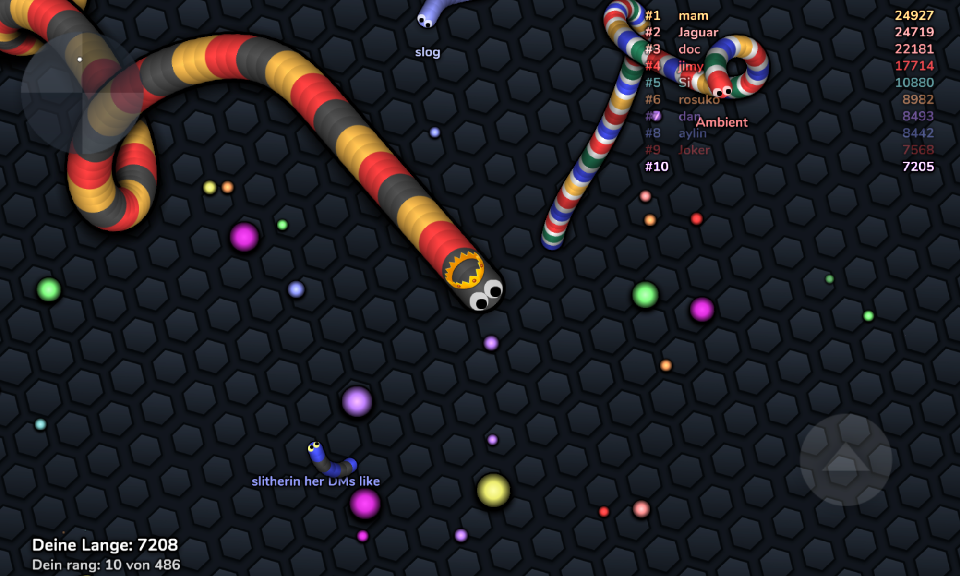 slog
#1 mam 24927
#2 Jaguar 24719
#3 doc 22181
#4 jimy 17714
#5 10880
#6 rosuko 8982
#7 dan 8493
#8 aylin 8442
#9 Joker 7568
#10 7205
Ambient
slitherin her DMs like
Deine Lange: 7208
Dein rang: 10 von 486